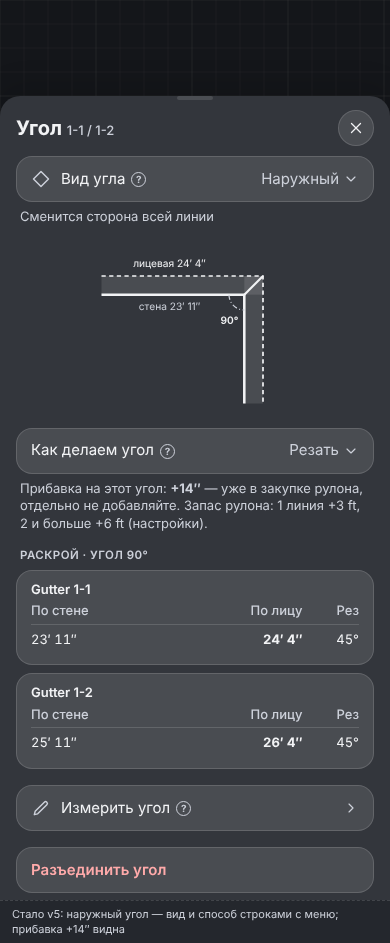 Угол 1-1 / 1-2
Вид угла ? Наружный
Сменится сторона всей линии
лицевая 24′ 4″
стена 23′ 11″
90°
Как делаем угол ? Резать
Прибавка на этот угол: +14″ — уже в закупке рулона,
отдельно не добавляйте. Запас рулона: 1 линия +3 ft,
2 и больше +6 ft (настройки).
РАСКРОЙ · УГОЛ 90°
Gutter 1-1
По стене По лицу Рез
23′ 11″ 24′ 4″ 45°
Gutter 1-2
По стене По лицу Рез
25′ 11″ 26′ 4″ 45°
Измерить угол ?
Разъединить угол
Стало v5: наружный угол — вид и способ строками с меню;
прибавка +14″ видна